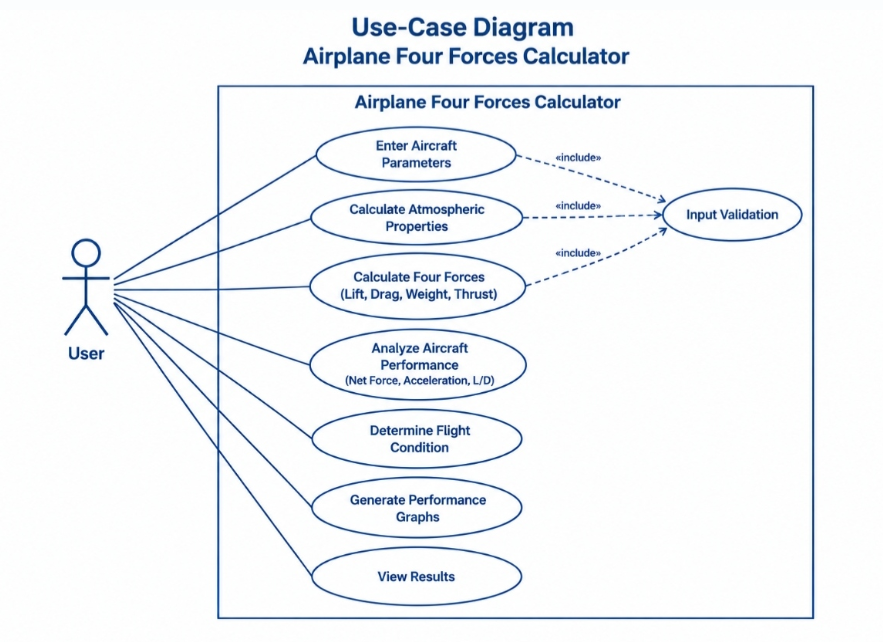 Use-Case Diagram
Airplane Four Forces Calculator
Airplane Four Forces Calculator
Enter Aircraft
Parameters
«include»
Calculate Atmospheric
Properties
«include»
Input Validation
Calculate Four Forces
(Lift, Drag, Weight, Thrust)
«include»
User
Analyze Aircraft
Performance
(Net Force, Acceleration, L/D)
Determine Flight
Condition
Generate Performance
Graphs
View Results